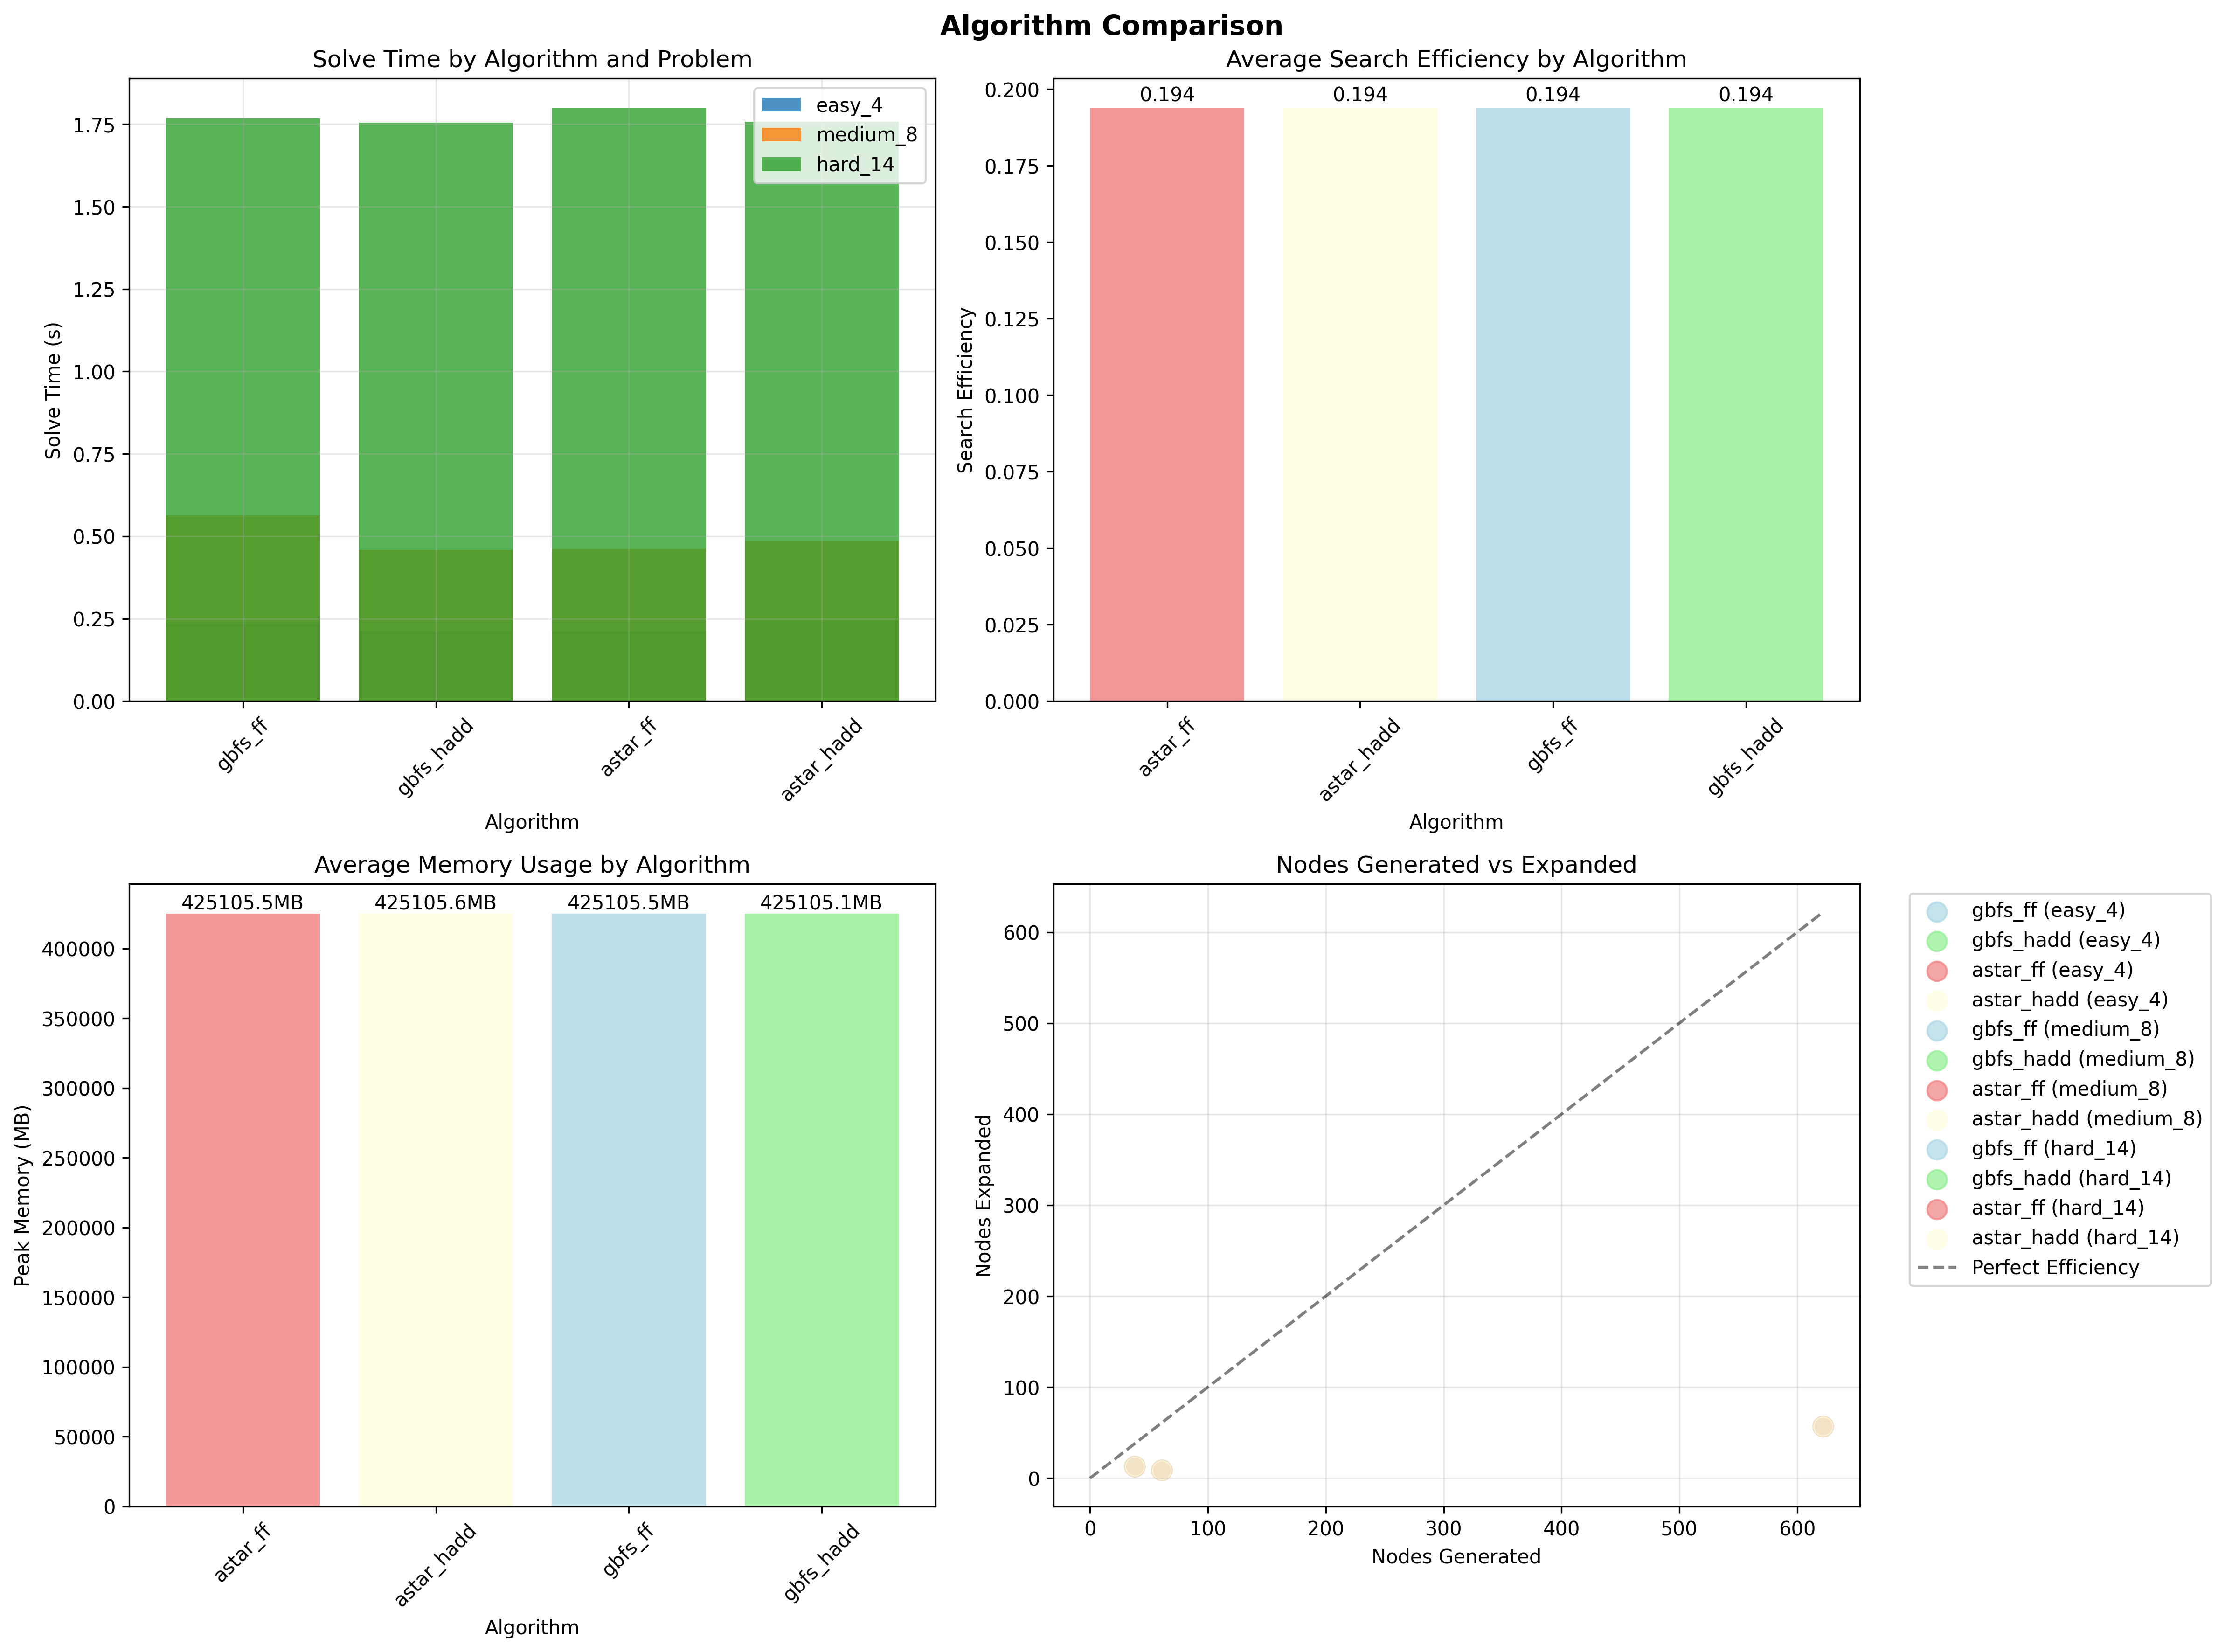 Algorithm Comparison
Solve Time by Algorithm and Problem
Solve Time (s)
1.75
1.50
1.25
1.00
0.75
0.50
0.25
0.00
easy_4
medium_8
hard_14
gbfs_ff
gbfs_hadd
astar_ff
astar_hadd
Algorithm
Average Search Efficiency by Algorithm
Search Efficiency
0.200
0.175
0.150
0.125
0.100
0.075
0.050
0.025
0.000
0.194
0.194
0.194
0.194
astar_ff
astar_hadd
gbfs_ff
gbfs_hadd
Algorithm
Average Memory Usage by Algorithm
Peak Memory (MB)
400000
350000
300000
250000
200000
150000
100000
50000
0
425105.5MB
425105.6MB
425105.5MB
425105.1MB
astar_ff
astar_hadd
gbfs_ff
gbfs_hadd
Algorithm
Nodes Generated vs Expanded
Nodes Expanded
600
500
400
300
200
100
0
0
100
200
300
400
500
600
Nodes Generated
gbfs_ff (easy_4)
gbfs_hadd (easy_4)
astar_ff (easy_4)
astar_hadd (easy_4)
gbfs_ff (medium_8)
gbfs_hadd (medium_8)
astar_ff (medium_8)
astar_hadd (medium_8)
gbfs_ff (hard_14)
gbfs_hadd (hard_14)
astar_ff (hard_14)
astar_hadd (hard_14)
Perfect Efficiency